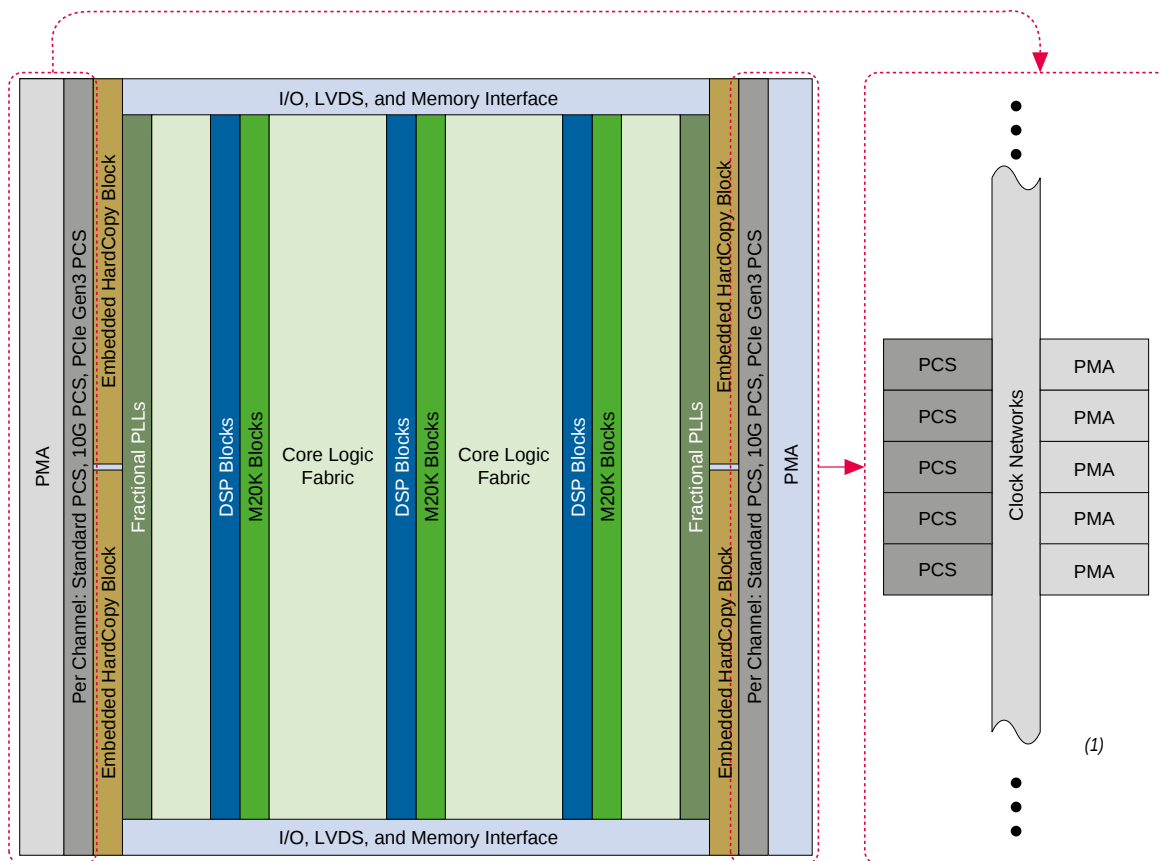 I/O, LVDS, and Memory Interface
PMA
Per Channel: Standard PCS, 10G PCS, PCIe Gen3 PCS
Embedded HardCopy Block
Embedded HardCopy Block
Fractional PLLs
DSP Blocks
M20K Blocks
Core Logic
Fabric
DSP Blocks
M20K Blocks
Core Logic
Fabric
DSP Blocks
M20K Blocks
Fractional PLLs
Embedded HardCopy Block
Embedded HardCopy Block
Per Channel: Standard PCS, 10G PCS, PCIe Gen3 PCS
PMA
I/O, LVDS, and Memory Interface
PCS
PMA
PCS
PMA
PCS
PMA
PCS
PMA
PCS
PMA
Clock Networks
(1)